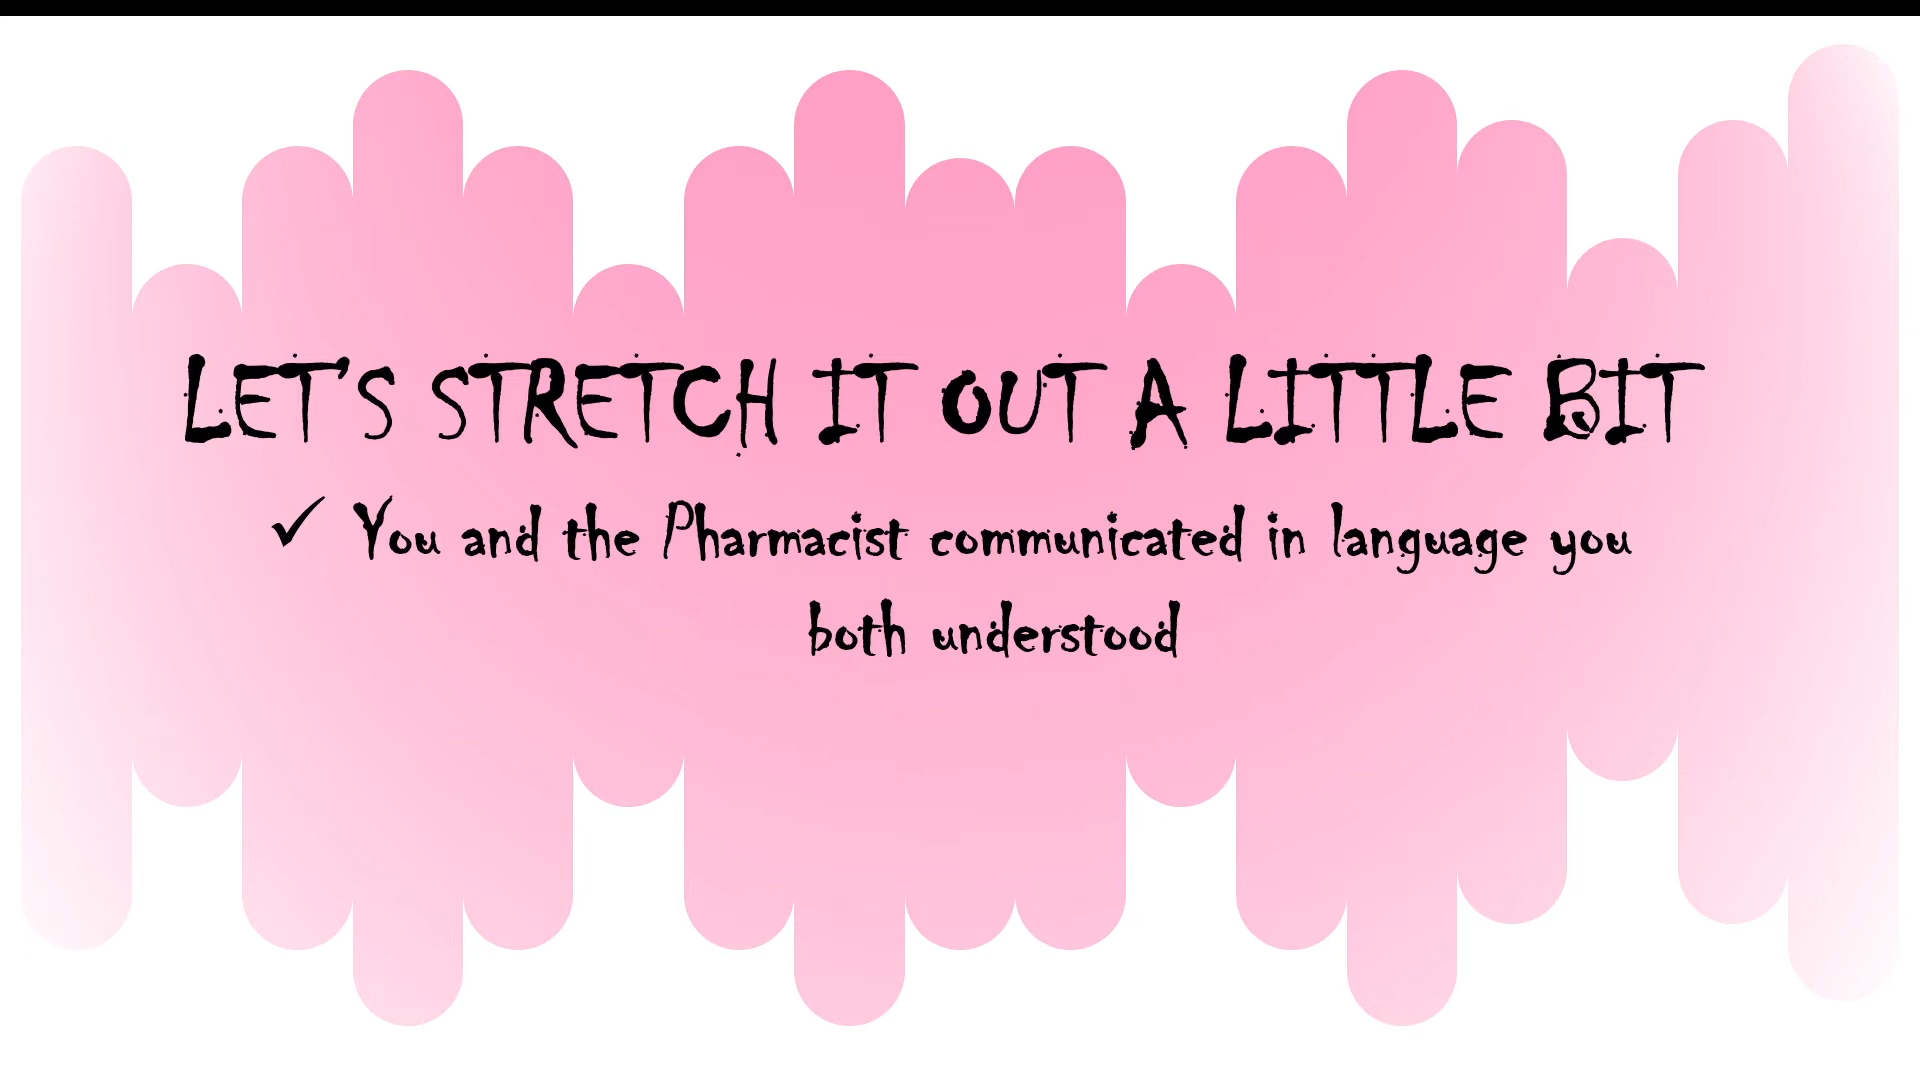 LET'S STRETCH IT OUT A LITTLE BIT
✓ You and the Pharmacist communicated in language you
both understood